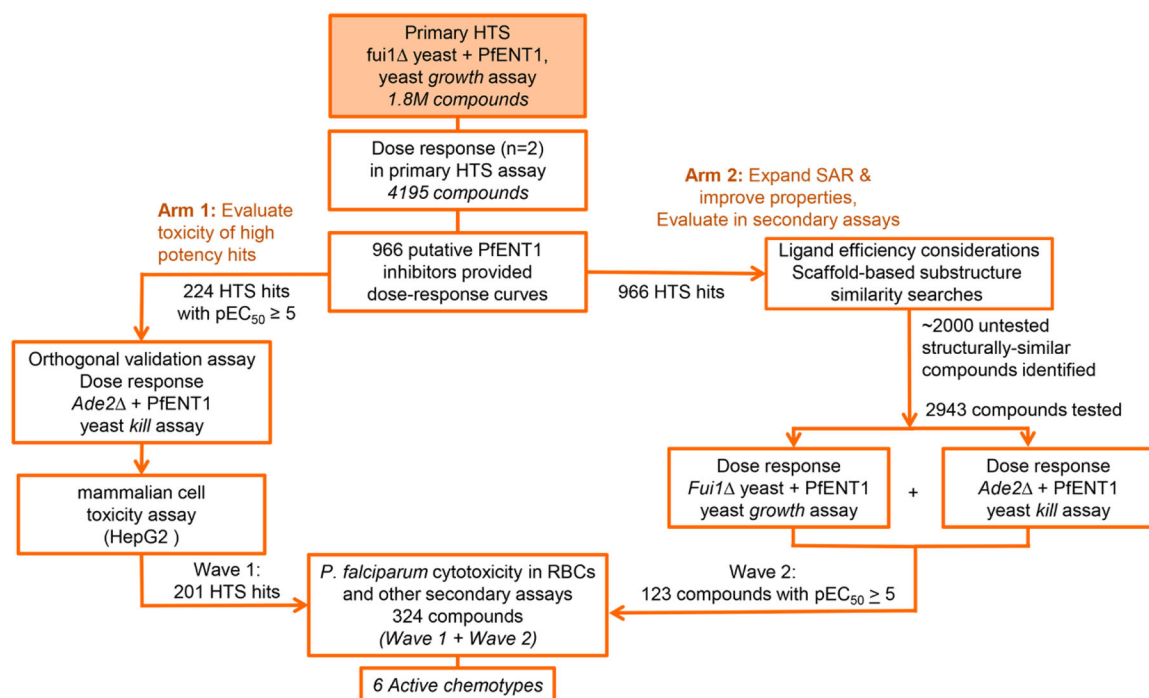 Primary HTS
fui1Δ yeast + PfENT1,
yeast growth assay
1.8M compounds
Dose response (n=2)
in primary HTS assay
4195 compounds
Arm 1: Evaluate
toxicity of high
potency hits
Arm 2: Expand SAR &
improve properties,
Evaluate in secondary assays
966 putative PfENT1
inhibitors provided
dose-response curves
224 HTS hits
with pEC50 ≥ 5
966 HTS hits
Ligand efficiency considerations
Scaffold-based substructure
similarity searches
~2000 untested
structurally-similar
compounds identified
Orthogonal validation assay
Dose response
Ade2Δ + PfENT1
yeast kill assay
2943 compounds tested
Dose response
Fui1Δ yeast + PfENT1
yeast growth assay
+
Dose response
Ade2Δ + PfENT1
yeast kill assay
mammalian cell
toxicity assay
(HepG2 )
Wave 1:
201 HTS hits
P. falciparum cytotoxicity in RBCs
and other secondary assays
324 compounds
(Wave 1 + Wave 2)
Wave 2:
123 compounds with pEC50 ≥ 5
6 Active chemotypes